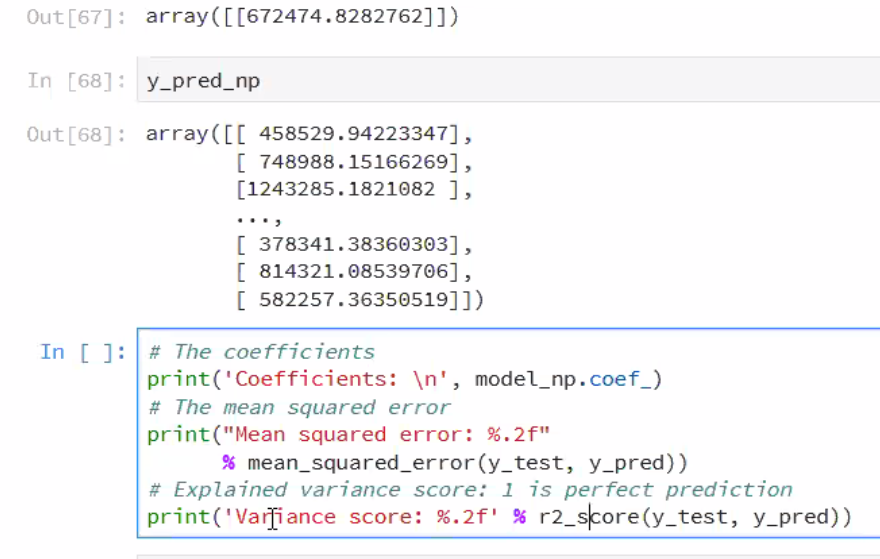 Out[67]: array([[672474.8282762]])
In [68]: y_pred_np
Out[68]: array([[ 458529.94223347],
[ 748988.15166269],
[1243285.1821082 ],
...,
[ 378341.38360303],
[ 814321.08539706],
[ 582257.36350519]])
In [ ]: # The coefficients
print('Coefficients: \n', model_np.coef_)
# The mean squared error
print("Mean squared error: %.2f"
% mean_squared_error(y_test, y_pred))
# Explained variance score: 1 is perfect prediction
print('Variance score: %.2f' % r2_score(y_test, y_pred))